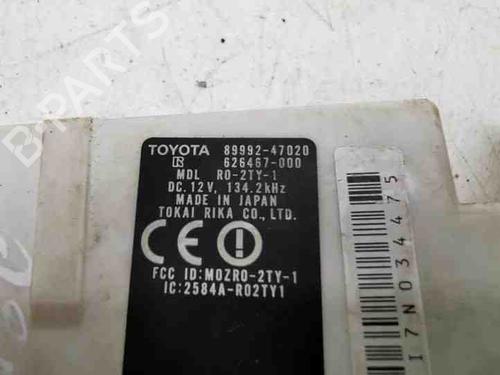 TOYOTA 89992-47020
R 626467-000
MDL RO-2TY-1
DC.12V, 134.2kHz
MADE IN JAPAN
TOKAI RIKA CO.,LTD.
CE
FCC ID:MOZRO-2TY-1
IC:2584A-RO2TY1
I7N034475